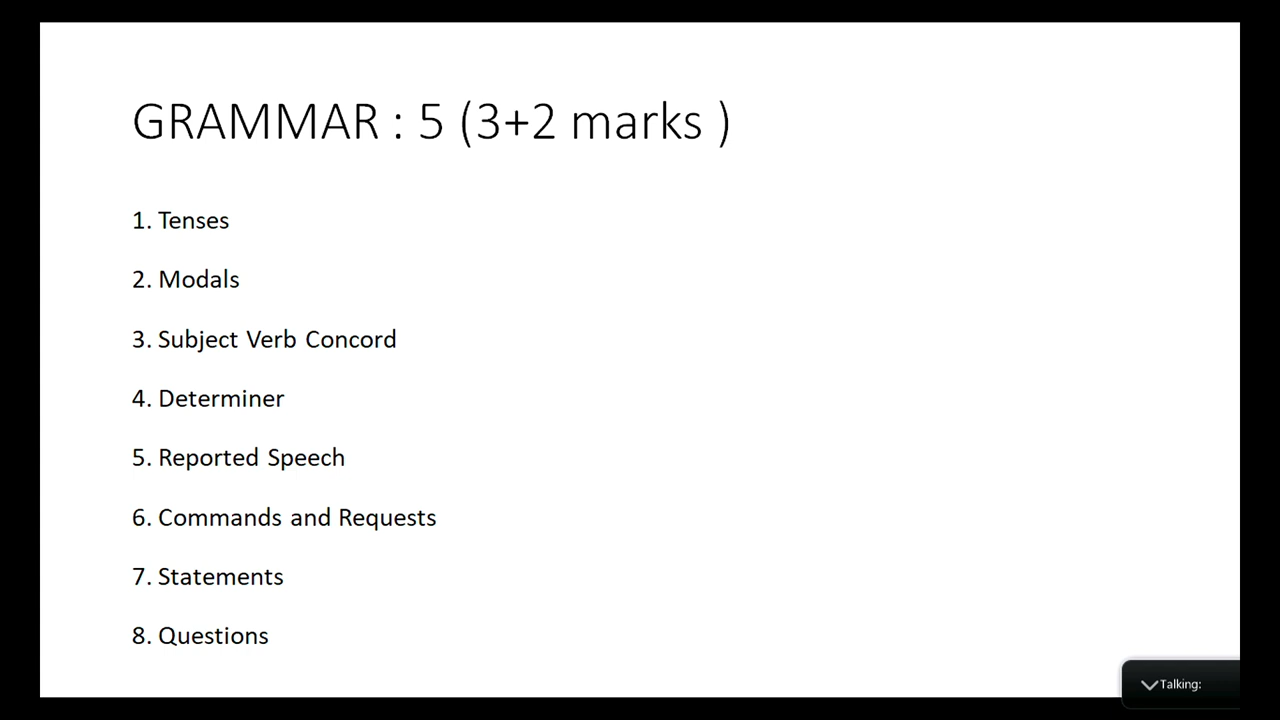 GRAMMAR : 5 (3+2 marks )
1. Tenses
2. Modals
3. Subject Verb Concord
4. Determiner
5. Reported Speech
6. Commands and Requests
7. Statements
8. Questions
Talking: